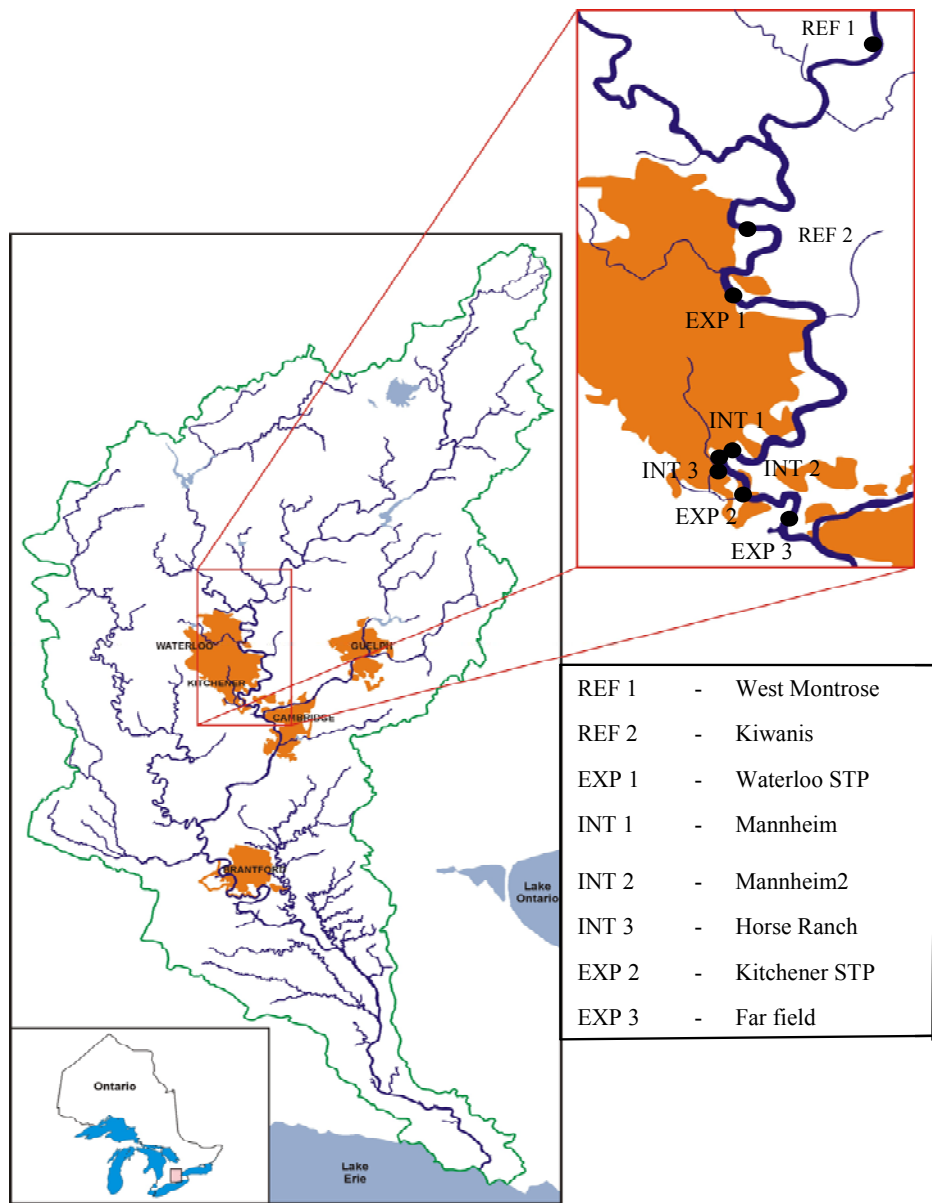 REF 1
REF 2
EXP 1
INT 1
INT 3
INT 2
EXP 2
EXP 3
WATERLOO
GUELPH
KITCHENER
CAMBRIDGE
BRANTFORD
Lake
Ontario
Ontario
Lake
Erie
REF 1 - West Montrose
REF 2 - Kiwanis
EXP 1 - Waterloo STP
INT 1 - Mannheim
INT 2 - Mannheim2
INT 3 - Horse Ranch
EXP 2 - Kitchener STP
EXP 3 - Far field